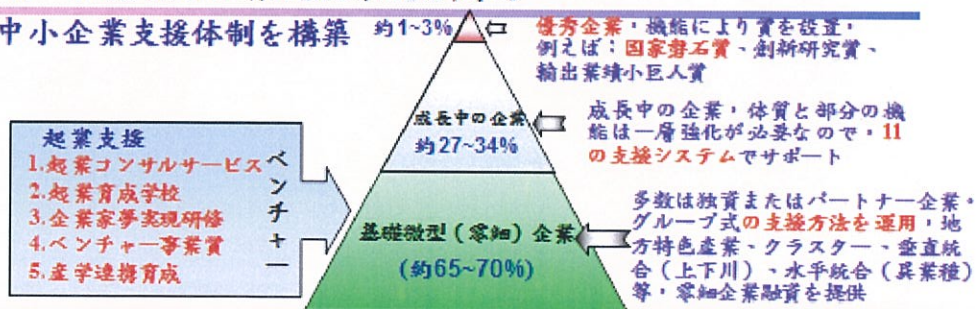 中小企業支援体制を構築
約1~3%
優秀企業，機能により賞を設置，
例えば：国家磐石賞、創新研究賞、
輸出業績小巨人賞
成長中の企業
約27~34%
成長中の企業，体質と部分の機
能は一層強化が必要なので，11
の支援システムでサポート
起業支援
1.起業コンサルサービス
2.起業育成学校
3.企業家夢実現研修
4.ベンチャー事業賞
5.産学連携育成
ベンチャー
基礎微型（零細）企業
(約65~70%)
多数は独資またはパートナー企業。
グループ式の支援方法を運用，地
方特色産業、クラスター、垂直統
合（上下川）、水平統合（異業種）
等，零細企業融資を提供